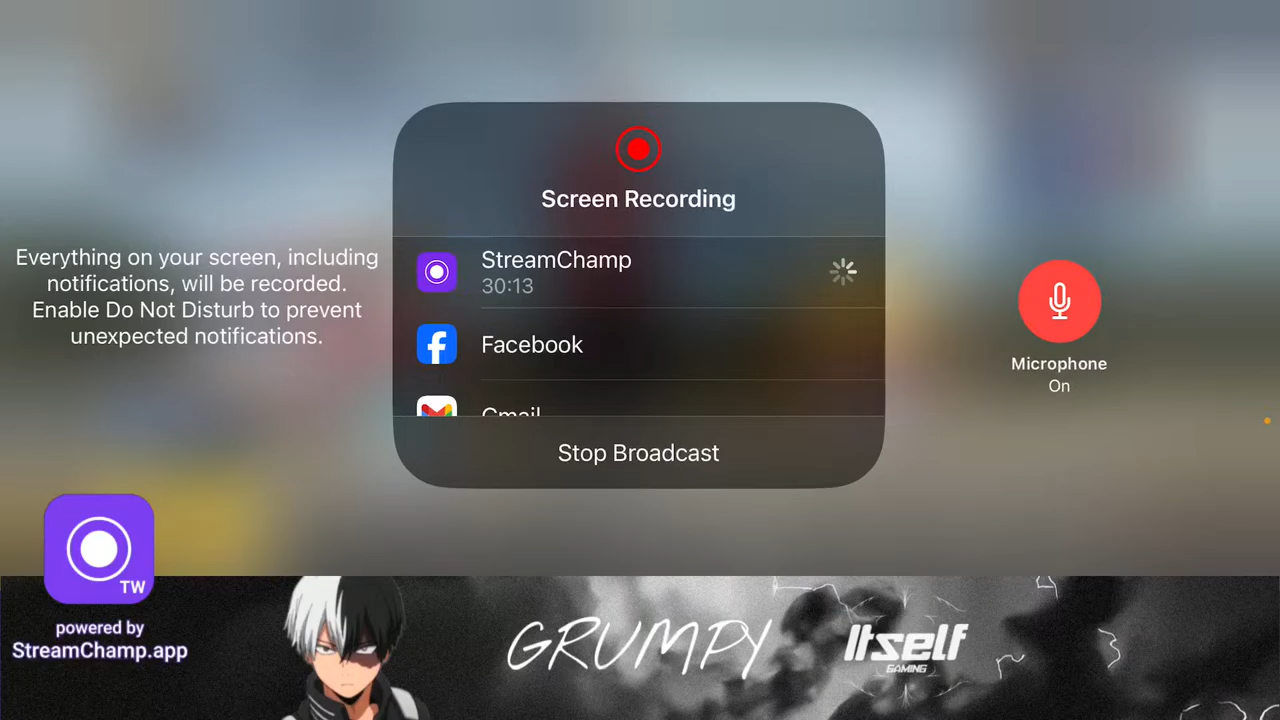 Screen Recording
Everything on your screen, including
notifications, will be recorded.
Enable Do Not Disturb to prevent
unexpected notifications.
StreamChamp
30:13
Facebook
Gmail
Stop Broadcast
Microphone
On
TW
powered by
StreamChamp.app
GRUMPY
Itself
GAMING